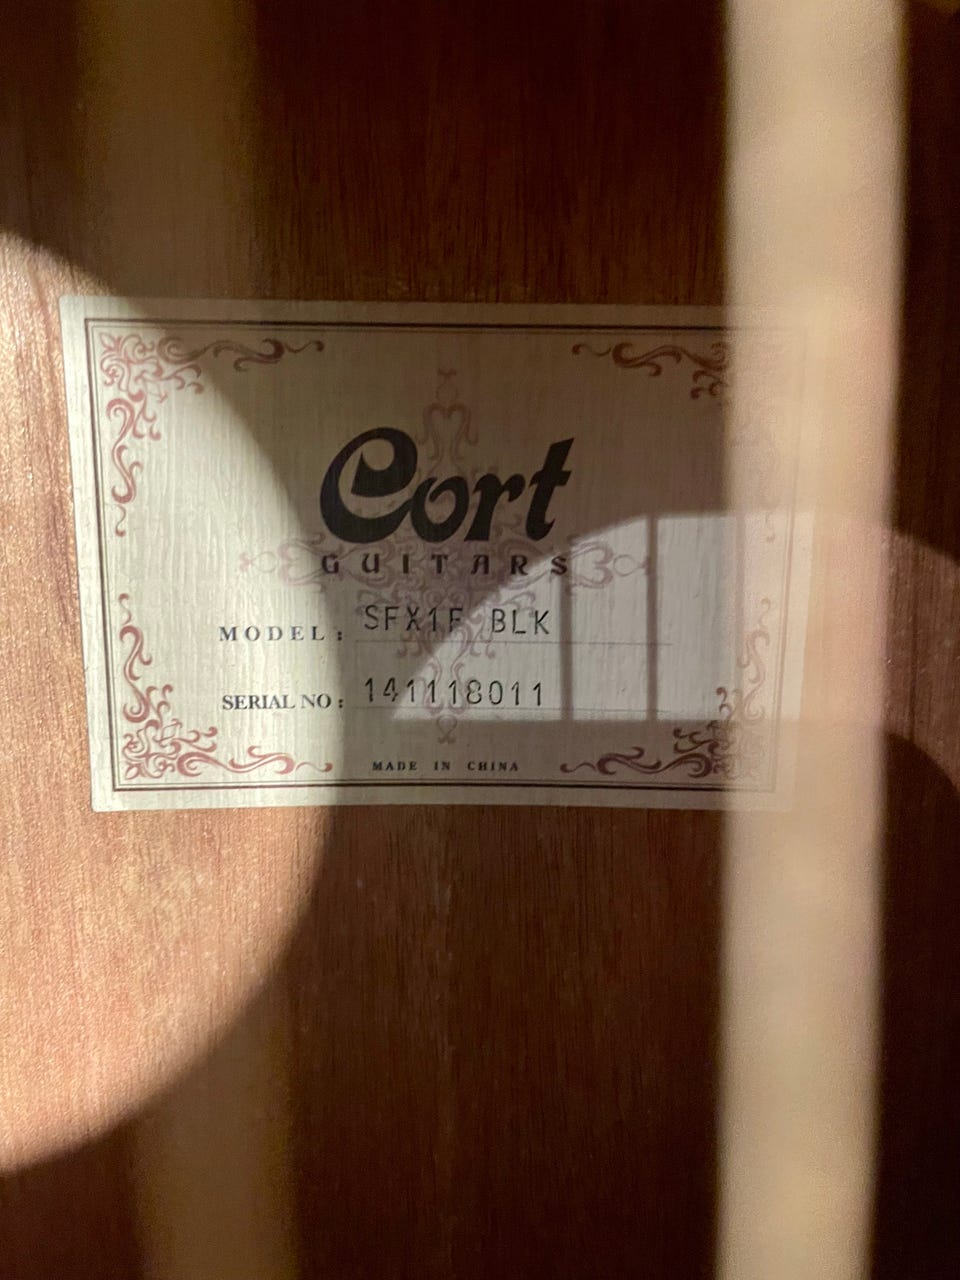 Cort
GUITARS
MODEL: SFX1F BLK
SERIAL NO: 141118011
MADE IN CHINA